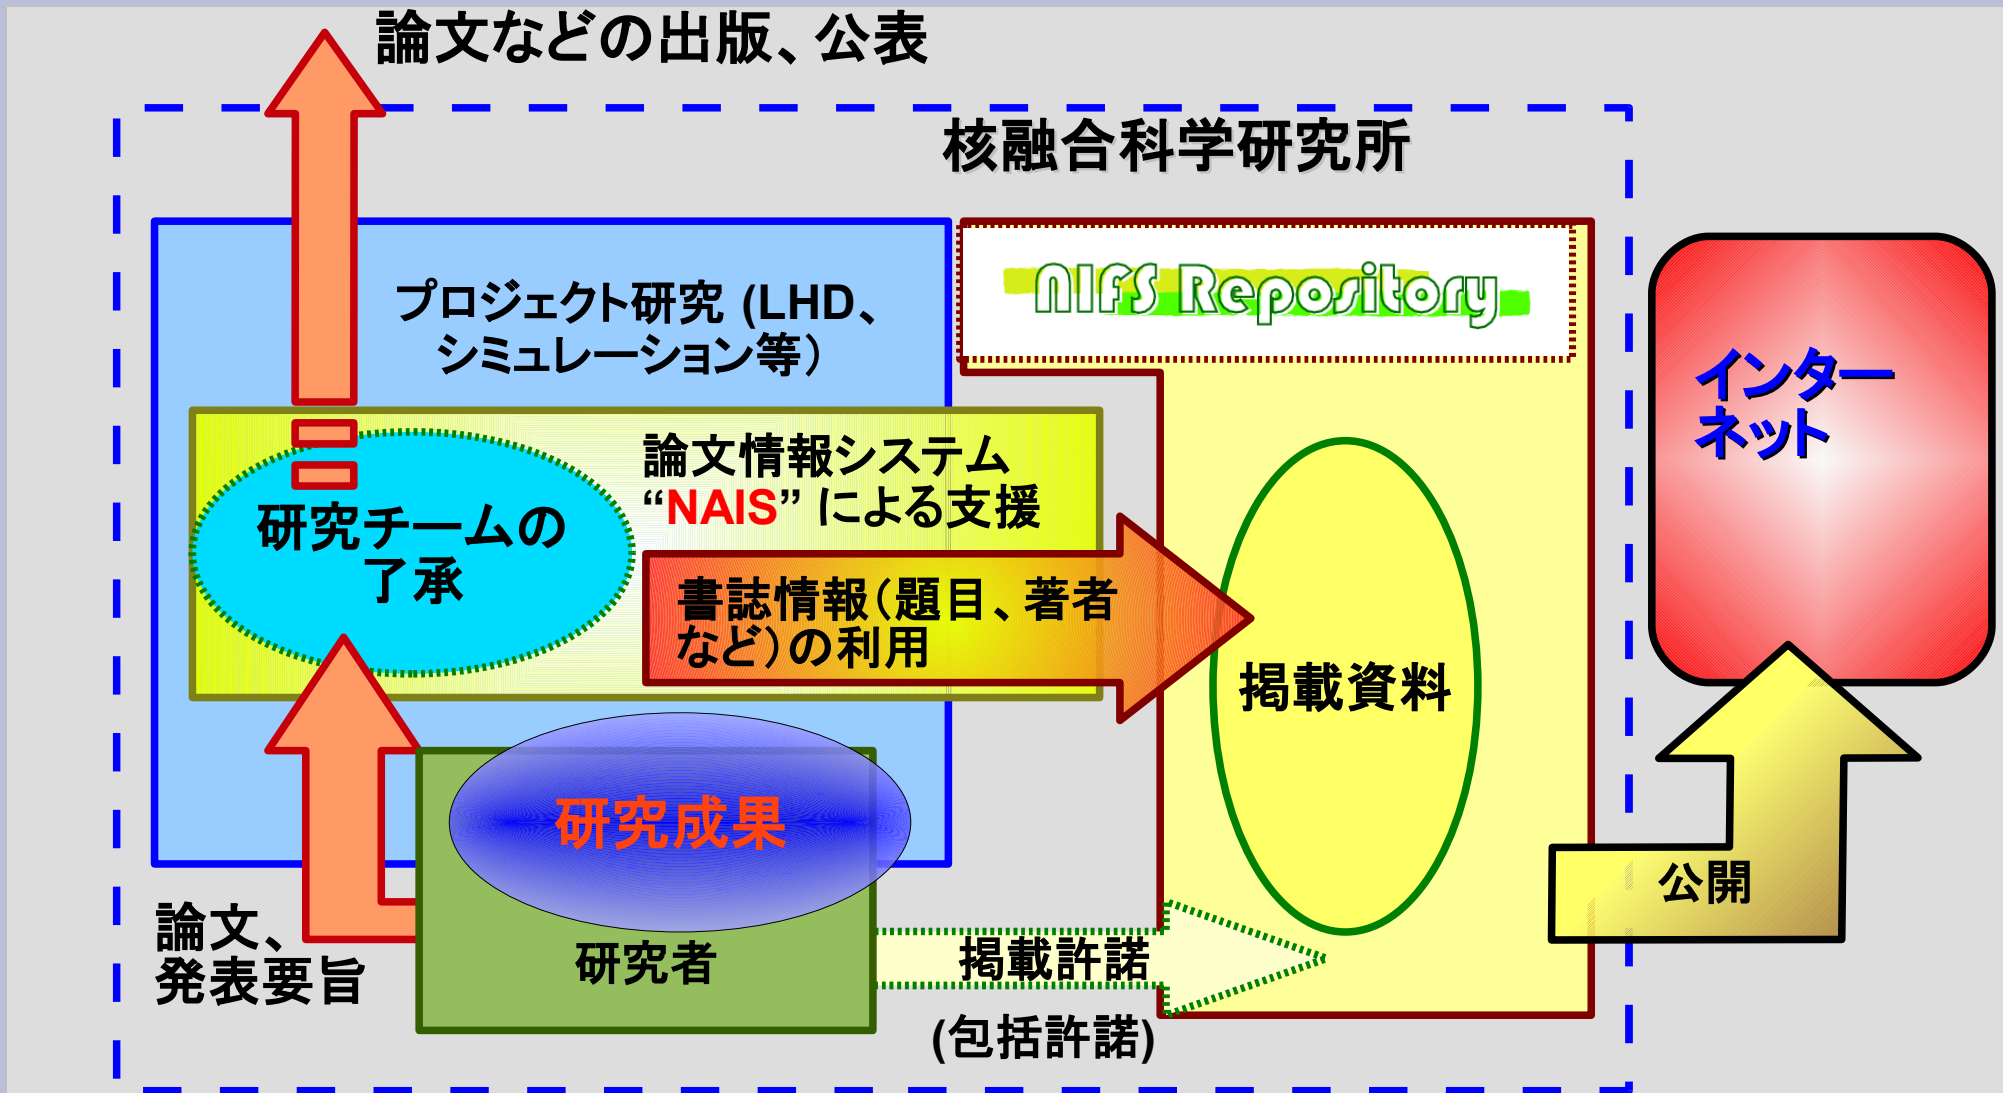 論文などの出版、公表
核融合科学研究所
プロジェクト研究 (LHD、
シミュレーション等）
NIFS Repository
インター
ネット
論文情報システム
“NAIS” による支援
研究チームの
了承
書誌情報（題目、著者
など）の利用
掲載資料
研究成果
公開
論文、
発表要旨
研究者
掲載許諾
(包括許諾)